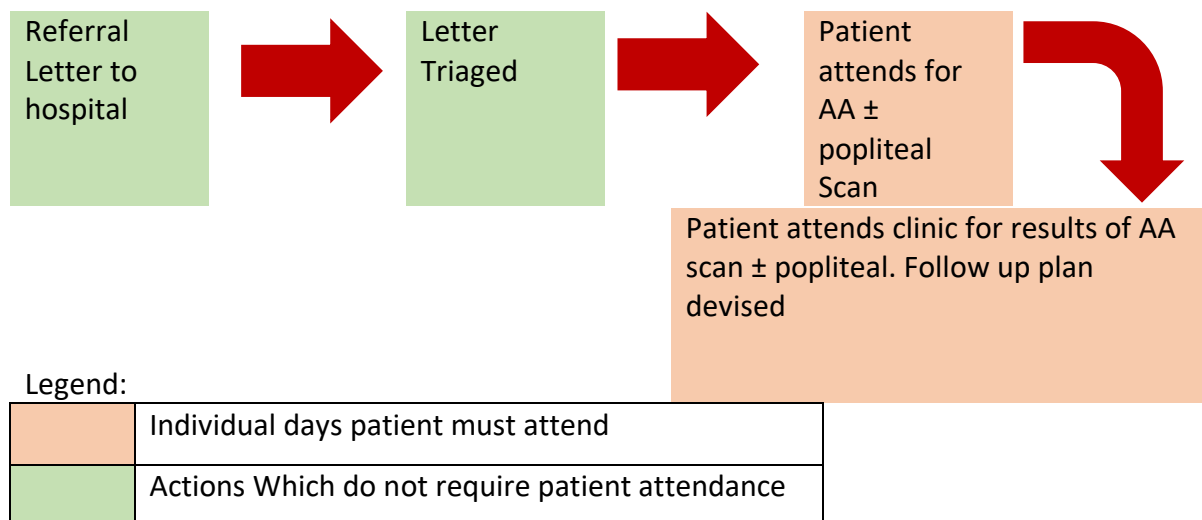 Referral
Letter to
hospital
Letter
Triaged
Patient
attends for
AA ±
popliteal
Scan
Patient attends clinic for results of AA
scan ± popliteal. Follow up plan
devised
Legend:
Individual days patient must attend
Actions Which do not require patient attendance